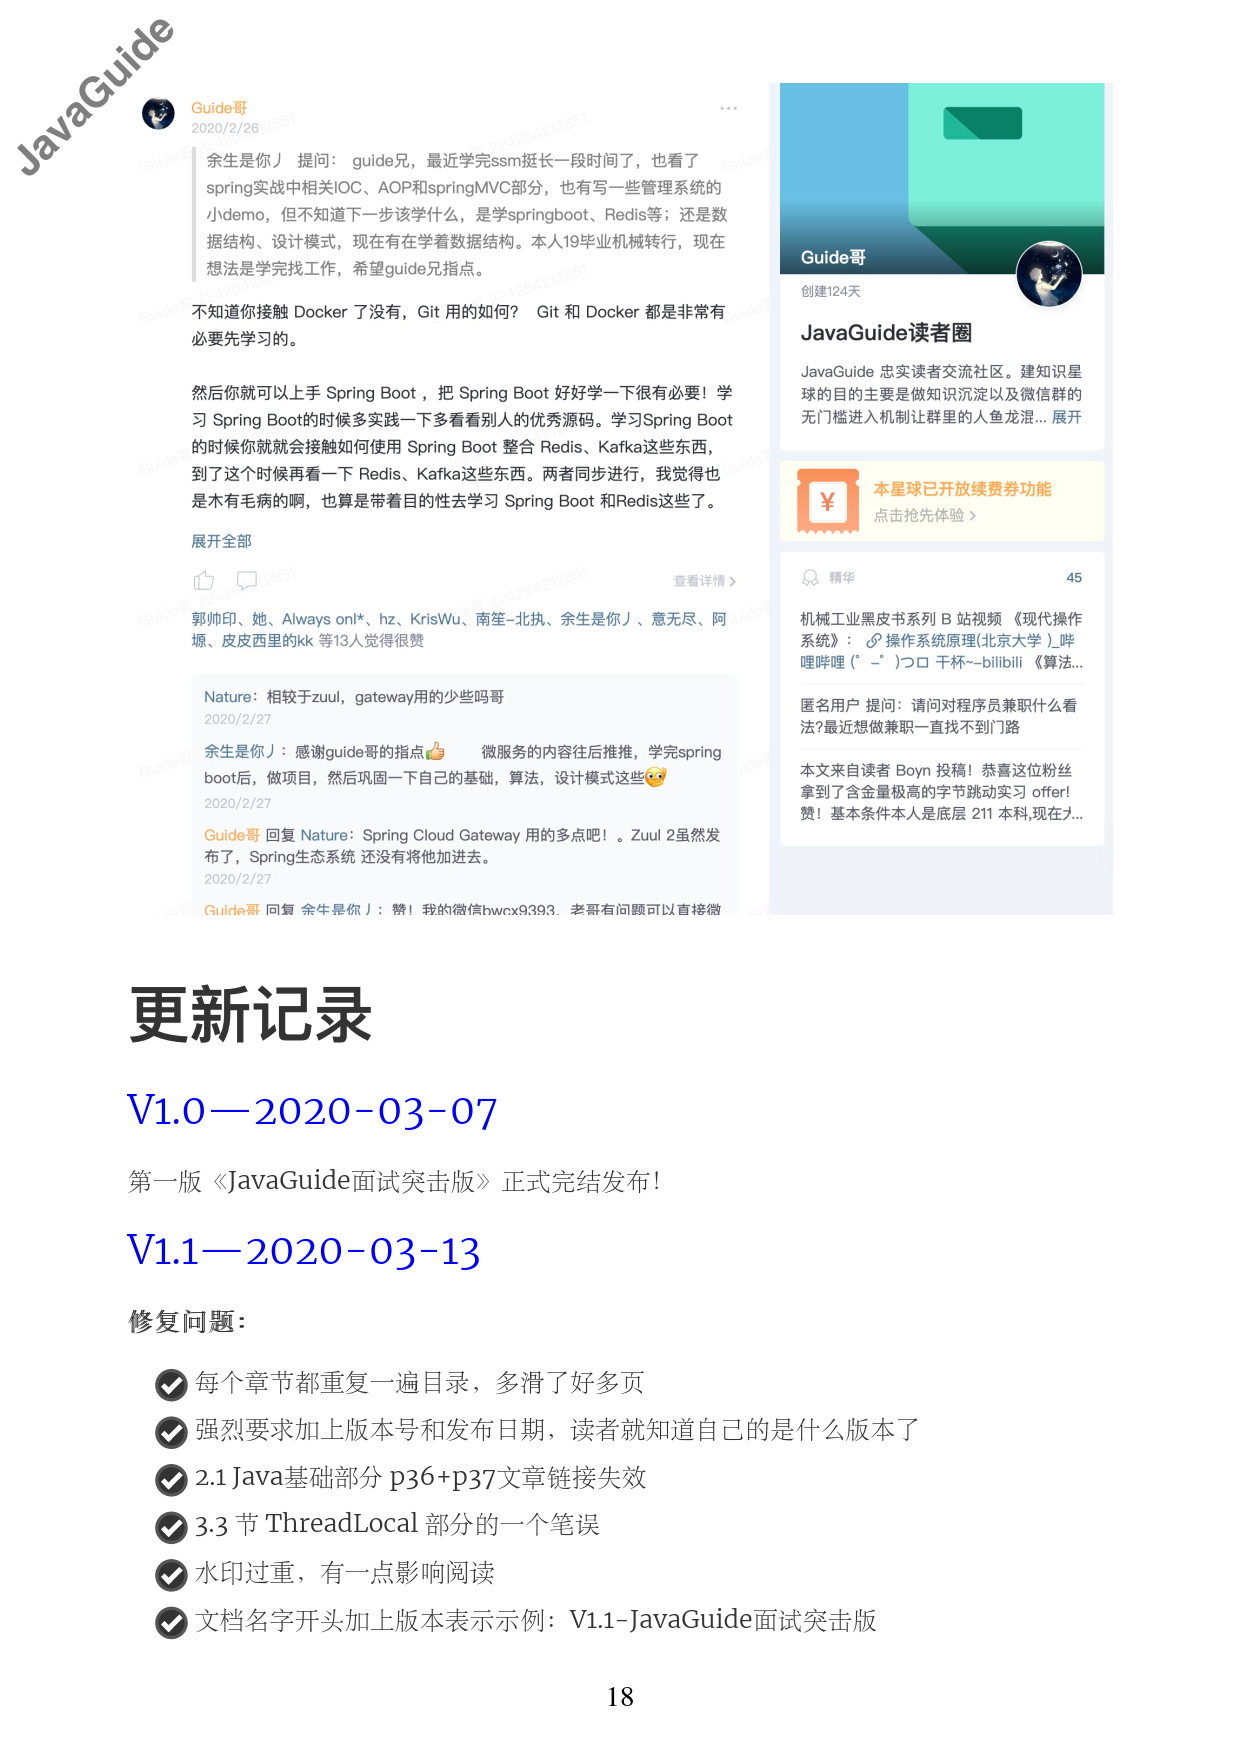 JavaGuide
Guide哥
2020/2/26
余生是你丿 提问： guide兄，最近学完ssm挺长一段时间了，也看了
spring实战中相关IOC、AOP和springMVC部分，也有写一些管理系统的
小demo，但不知道下一步该学什么，是学springboot、Redis等；还是数
据结构、设计模式，现在有在学着数据结构。本人19毕业机械转行，现在
想法是学完找工作，希望guide兄指点。
不知道你接触 Docker 了没有，Git 用的如何？ Git 和 Docker 都是非常有
必要先学习的。
然后你就可以上手 Spring Boot ，把 Spring Boot 好好学一下很有必要！学
习 Spring Boot的时候多实践一下多看看别人的优秀源码。学习Spring Boot
的时候你就就会接触如何使用 Spring Boot 整合 Redis、Kafka这些东西，
到了这个时候再看一下 Redis、Kafka这些东西。两者同步进行，我觉得也
是木有毛病的啊，也算是带着目的性去学习 Spring Boot 和Redis这些了。
展开全部
查看详情
郭帅印、她、Always onl*、hz、KrisWu、南笙–北执、余生是你丿、意无尽、阿
塬、皮皮西里的kk 等13人觉得很赞
Nature：相较于zuul，gateway用的少些吗哥
2020/2/27
余生是你丿：感谢guide哥的指点👍 微服务的内容往后推推，学完spring
boot后，做项目，然后巩固一下自己的基础，算法，设计模式这些
2020/2/27
Guide哥 回复 Nature：Spring Cloud Gateway 用的多点吧！。Zuul 2虽然发
布了，Spring生态系统 还没有将他加进去。
2020/2/27
Guide哥 回复 余生是你丿：赞！我的微信bwcx9393，老哥有问题可以直接微
Guide哥
创建124天
JavaGuide读者圈
JavaGuide 忠实读者交流社区。建知识星
球的目的主要是做知识沉淀以及微信群的
无门槛进入机制让群里的人鱼龙混... 展开
¥
本星球已开放续费券功能
点击抢先体验
精华 45
机械工业黑皮书系列 B 站视频 《现代操作
系统》： 操作系统原理(北京大学 )_哔
哩哔哩 (゜-゜)つロ 干杯~–bilibili 《算法...
匿名用户 提问：请问对程序员兼职什么看
法?最近想做兼职一直找不到门路
本文来自读者 Boyn 投稿！恭喜这位粉丝
拿到了含金量极高的字节跳动实习 offer!
赞！基本条件本人是底层 211 本科,现在大...
更新记录
V1.0—2020-03-07
第一版《JavaGuide面试突击版》正式完结发布！
V1.1—2020-03-13
修复问题：
每个章节都重复一遍目录，多滑了好多页
强烈要求加上版本号和发布日期，读者就知道自己的是什么版本了
2.1 Java基础部分 p36+p37文章链接失效
3.3 节 ThreadLocal 部分的一个笔误
水印过重，有一点影响阅读
文档名字开头加上版本表示示例：V1.1-JavaGuide面试突击版
18